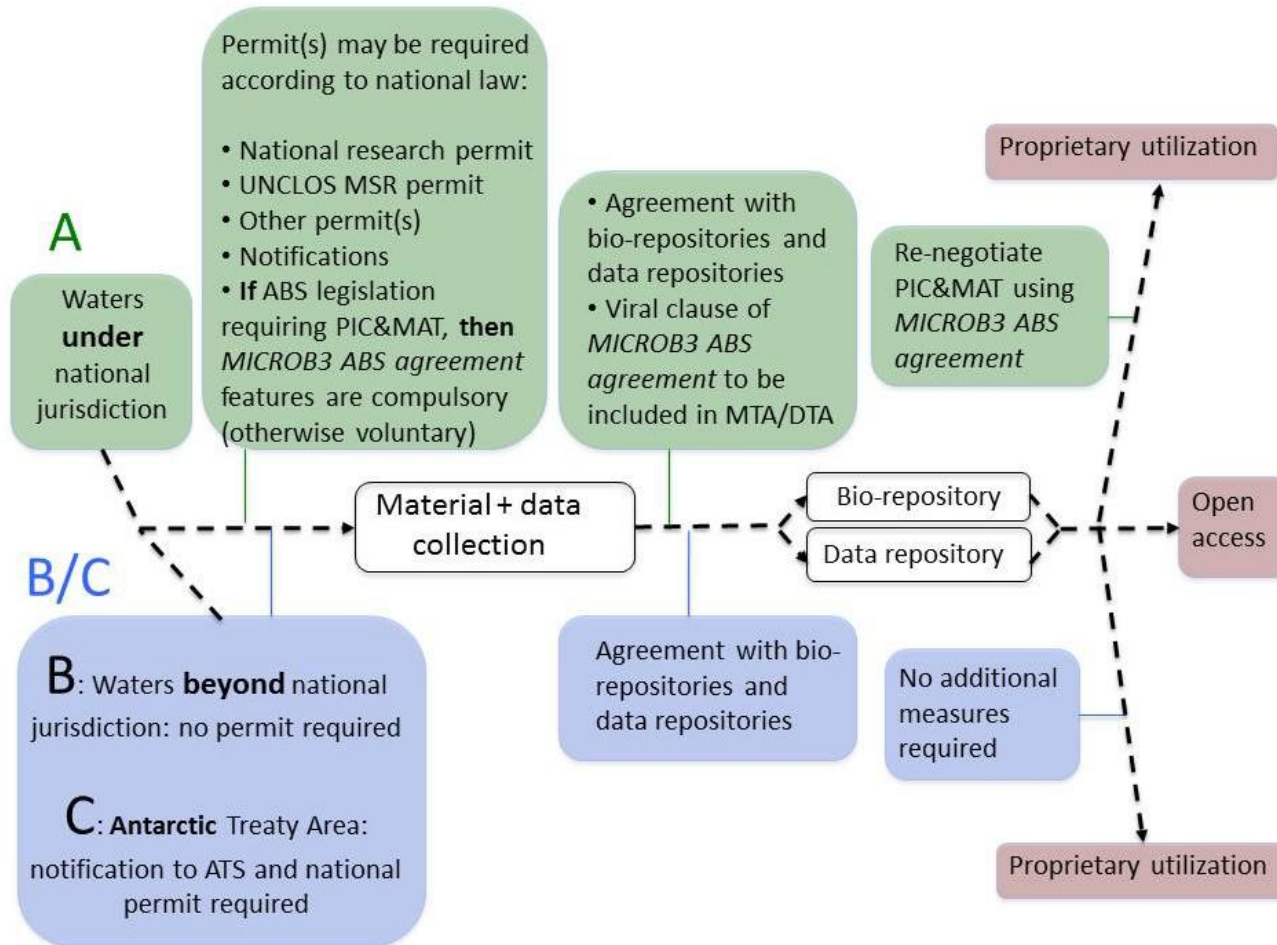 Permit(s) may be required
according to national law:
• National research permit
• UNCLOS MSR permit
• Other permit(s)
• Notifications
• If ABS legislation
requiring PIC&MAT, then
MICROB3 ABS agreement
features are compulsory
(otherwise voluntary)
A
Waters
under
national
jurisdiction
• Agreement with
bio-repositories and
data repositories
• Viral clause of
MICROB3 ABS
agreement to be
included in MTA/DTA
Re-negotiate
PIC&MAT using
MICROB3 ABS
agreement
Proprietary utilization
Material + data
collection
Bio-repository
Data repository
Open
access
B/C
B: Waters beyond national
jurisdiction: no permit required
C: Antarctic Treaty Area:
notification to ATS and national
permit required
Agreement with bio-
repositories and
data repositories
No additional
measures
required
Proprietary utilization